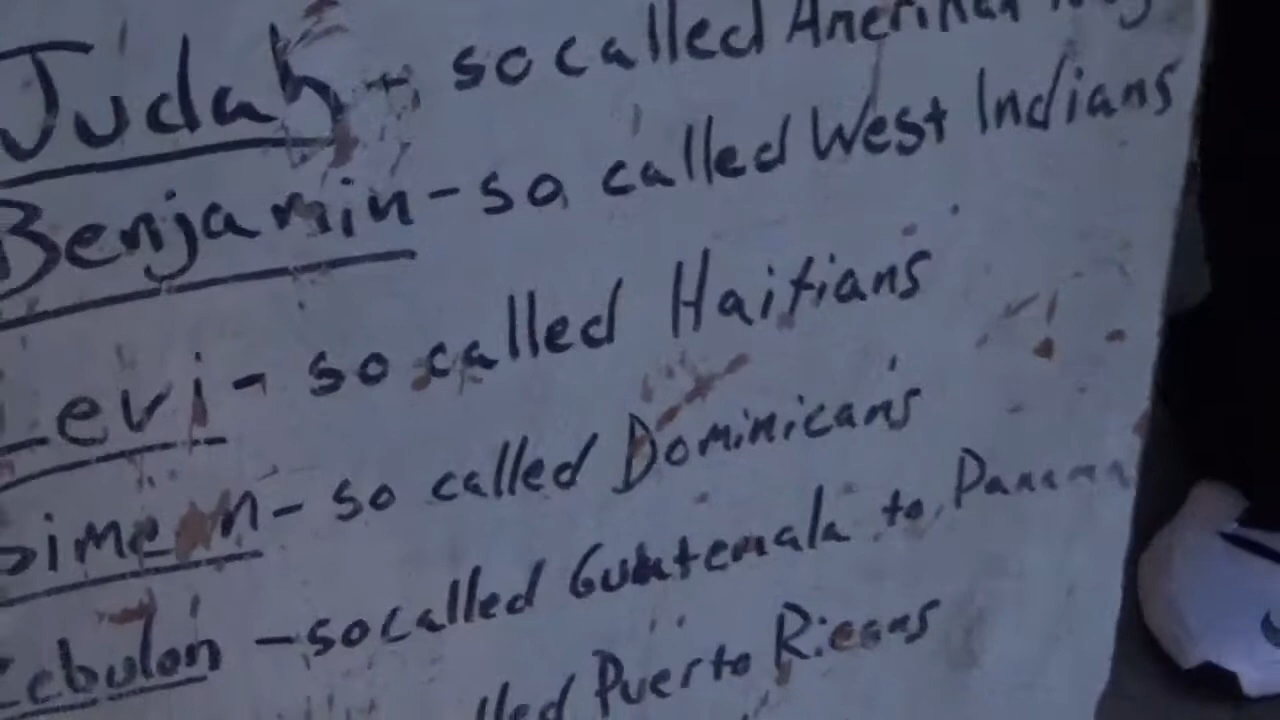 Judah - so called
Benjamin - so called West Indians
Levi - so called Haitians
Simeon - so called Dominicans
Zebulon - so called Guatemala to Panama
Puerto Ricans